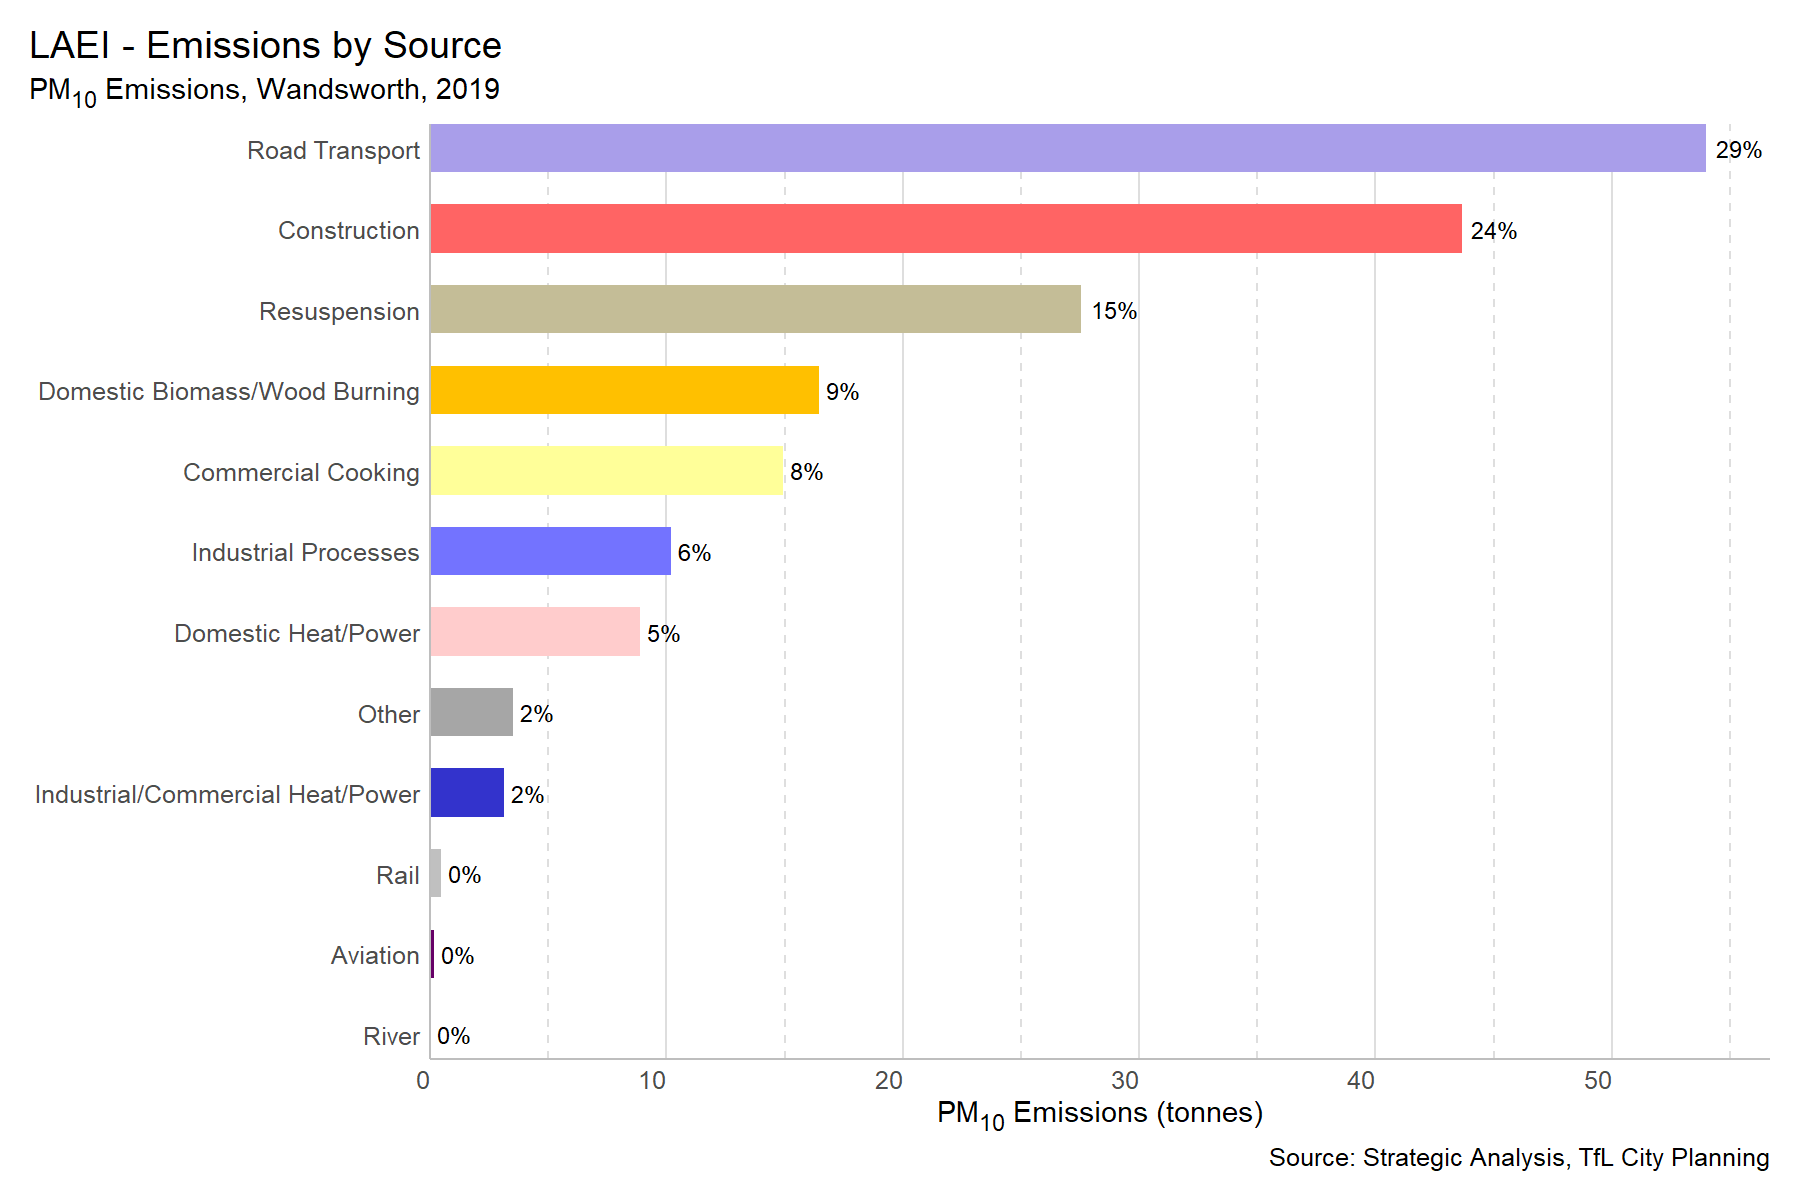 LAEI - Emissions by Source
PM10 Emissions, Wandsworth, 2019
Road Transport 29%
Construction 24%
Resuspension 15%
Domestic Biomass/Wood Burning 9%
Commercial Cooking 8%
Industrial Processes 6%
Domestic Heat/Power 5%
Other 2%
Industrial/Commercial Heat/Power 2%
Rail 0%
Aviation 0%
River 0%
0 10 20 30 40 50
PM10 Emissions (tonnes)
Source: Strategic Analysis, TfL City Planning